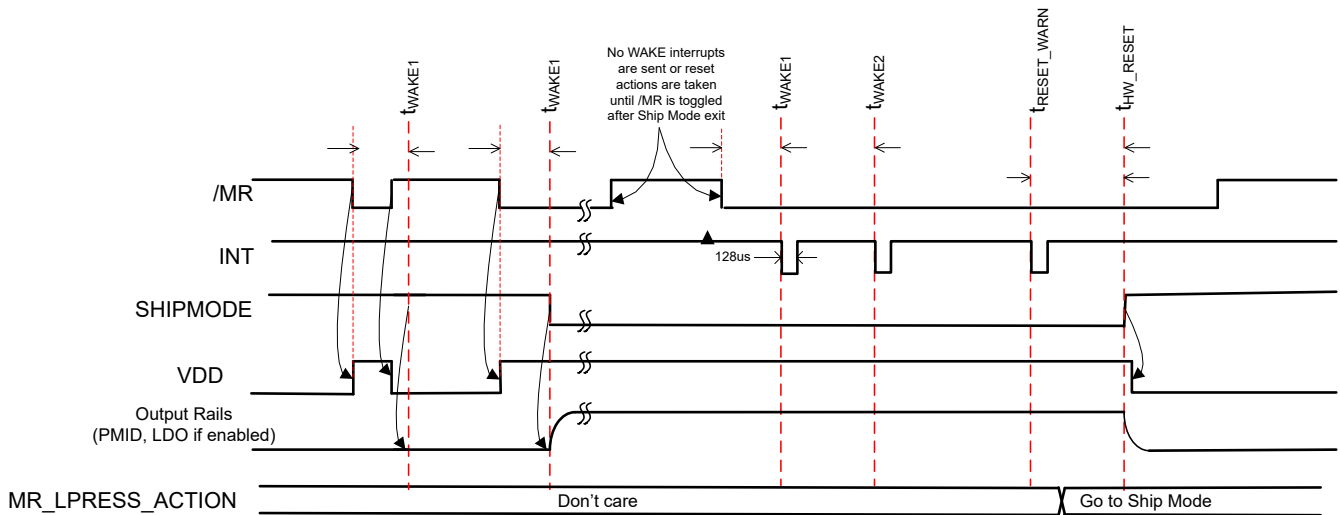 No WAKE interrupts
are sent or reset
actions are taken
until /MR is toggled
after Ship Mode exit
tWAKE1
tWAKE1
tWAKE1
tWAKE2
tRESET_WARN
tHW_RESET
/MR
INT
128us
SHIPMODE
VDD
Output Rails
(PMID, LDO if enabled)
MR_LPRESS_ACTION
Don't care
Go to Ship Mode